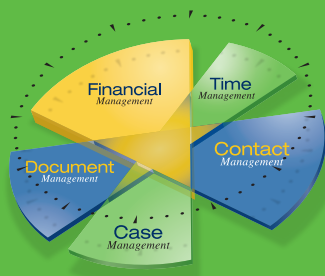 Financial
Management
Time
Management
Contact
Management
Document
Management
Case
Management